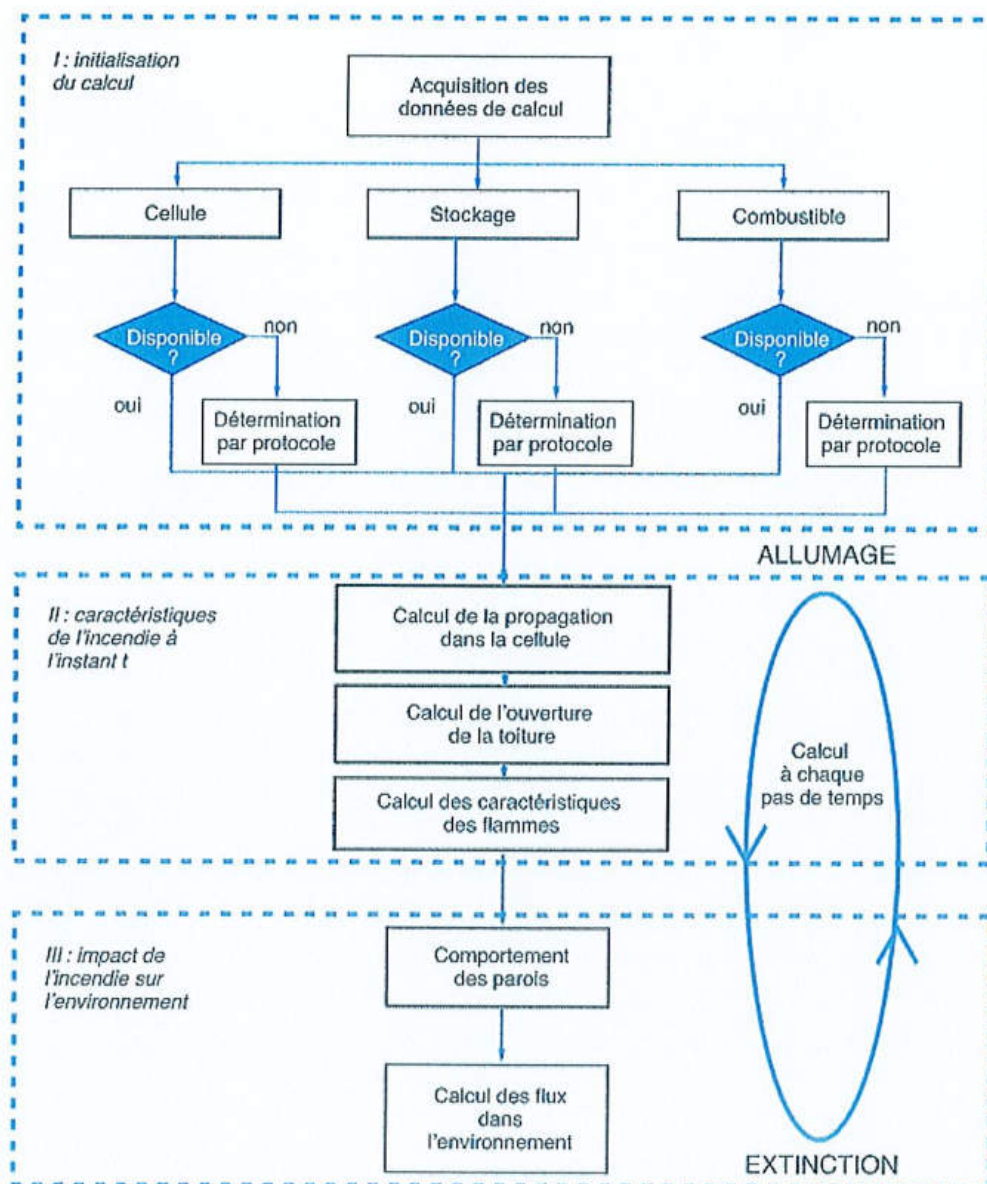 I : initialisation
du calcul
Acquisition des
données de calcul
Cellule
Stockage
Combustible
Disponible
?
non
oui
Détermination
par protocole
Disponible
?
non
oui
Détermination
par protocole
Disponible
?
non
oui
Détermination
par protocole
ALLUMAGE
II : caractéristiques
de l'incendie à
l'instant t
Calcul de la propagation
dans la cellule
Calcul de l'ouverture
de la toiture
Calcul des caractéristiques
des flammes
Calcul
à chaque
pas de temps
III : impact de
l'incendie sur
l'environnement
Comportement
des parois
Calcul des flux
dans
l'environnement
EXTINCTION